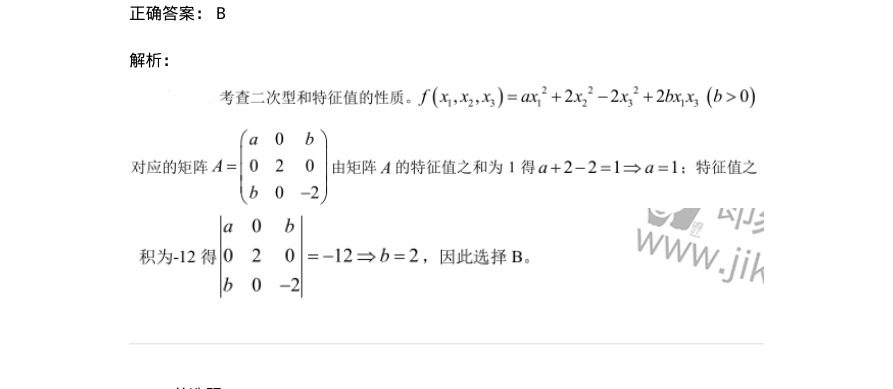 正确答案： B
解析：
考查二次型和特征值的性质。f(x₁,x₂,x₃)=ax₁²+2x₂²−2x₃²+2bx₁x₃ (b>0)
a 0 b
对应的矩阵 A= 0 2 0 由矩阵 A 的特征值之和为 1 得 a+2−2=1⇒a=1；特征值之
b 0 −2
a 0 b
积为-12 得 0 2 0 =−12⇒b=2，因此选择 B。
b 0 −2
www.jik